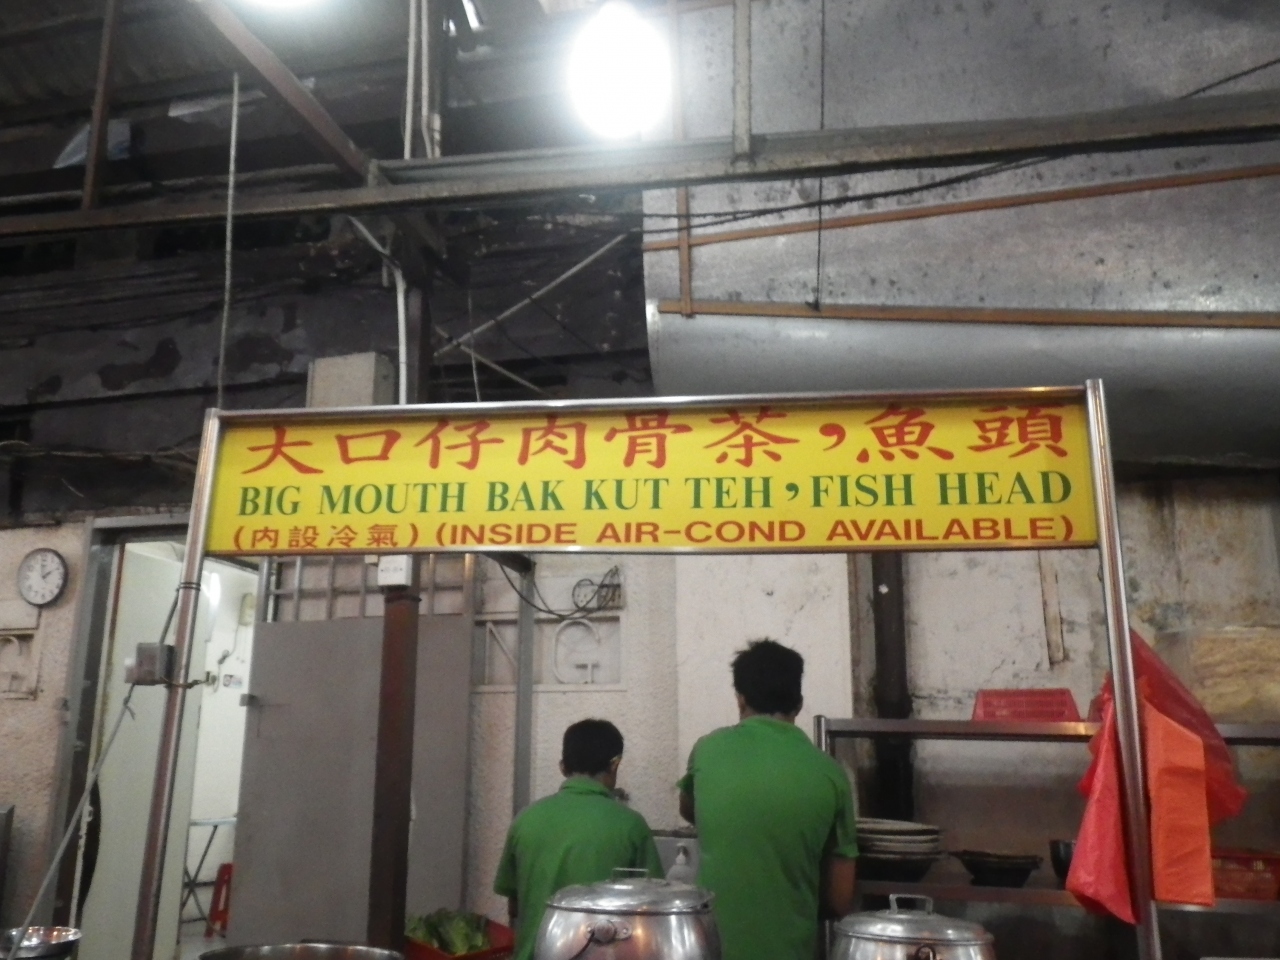 大口仔肉骨茶,魚頭
BIG MOUTH BAK KUT TEH, FISH HEAD
(內設冷氣) (INSIDE AIR-COND AVAILABLE)
NG